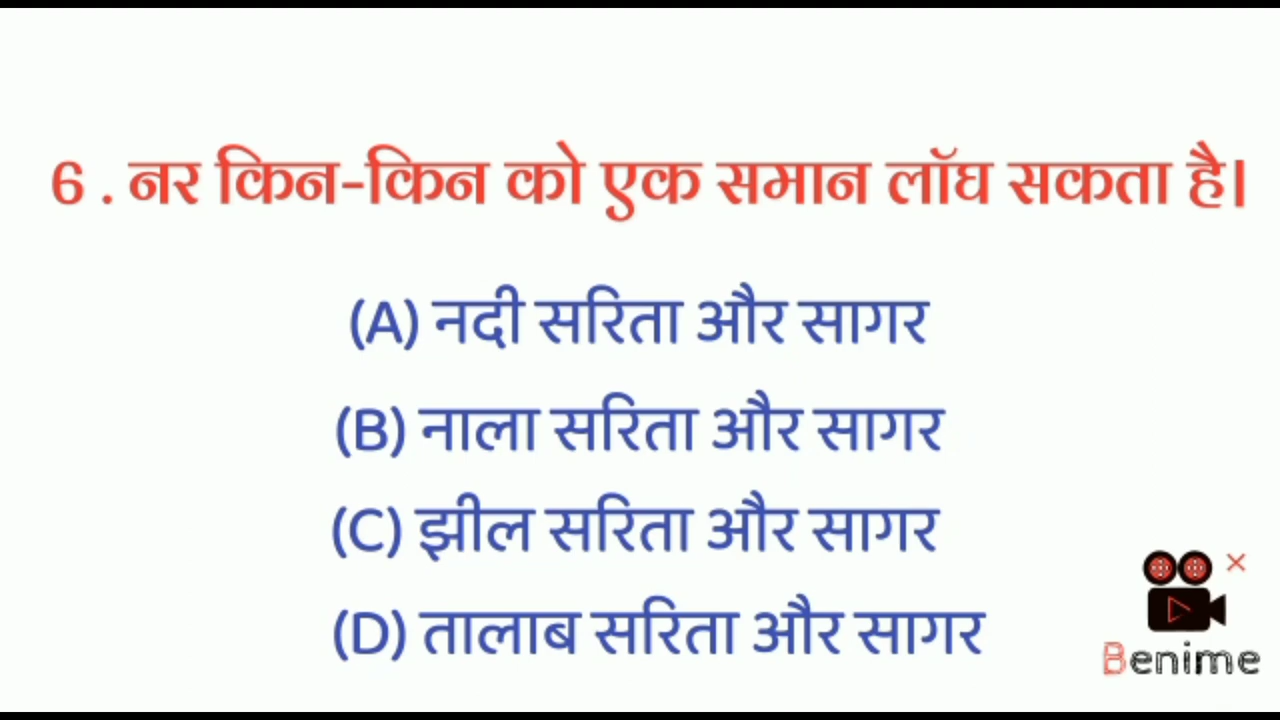 6 . नर किन-किन को एक समान लॉघ सकता है।
(A) नदी सरिता और सागर
(B) नाला सरिता और सागर
(C) झील सरिता और सागर
(D) तालाब सरिता और सागर
Benime